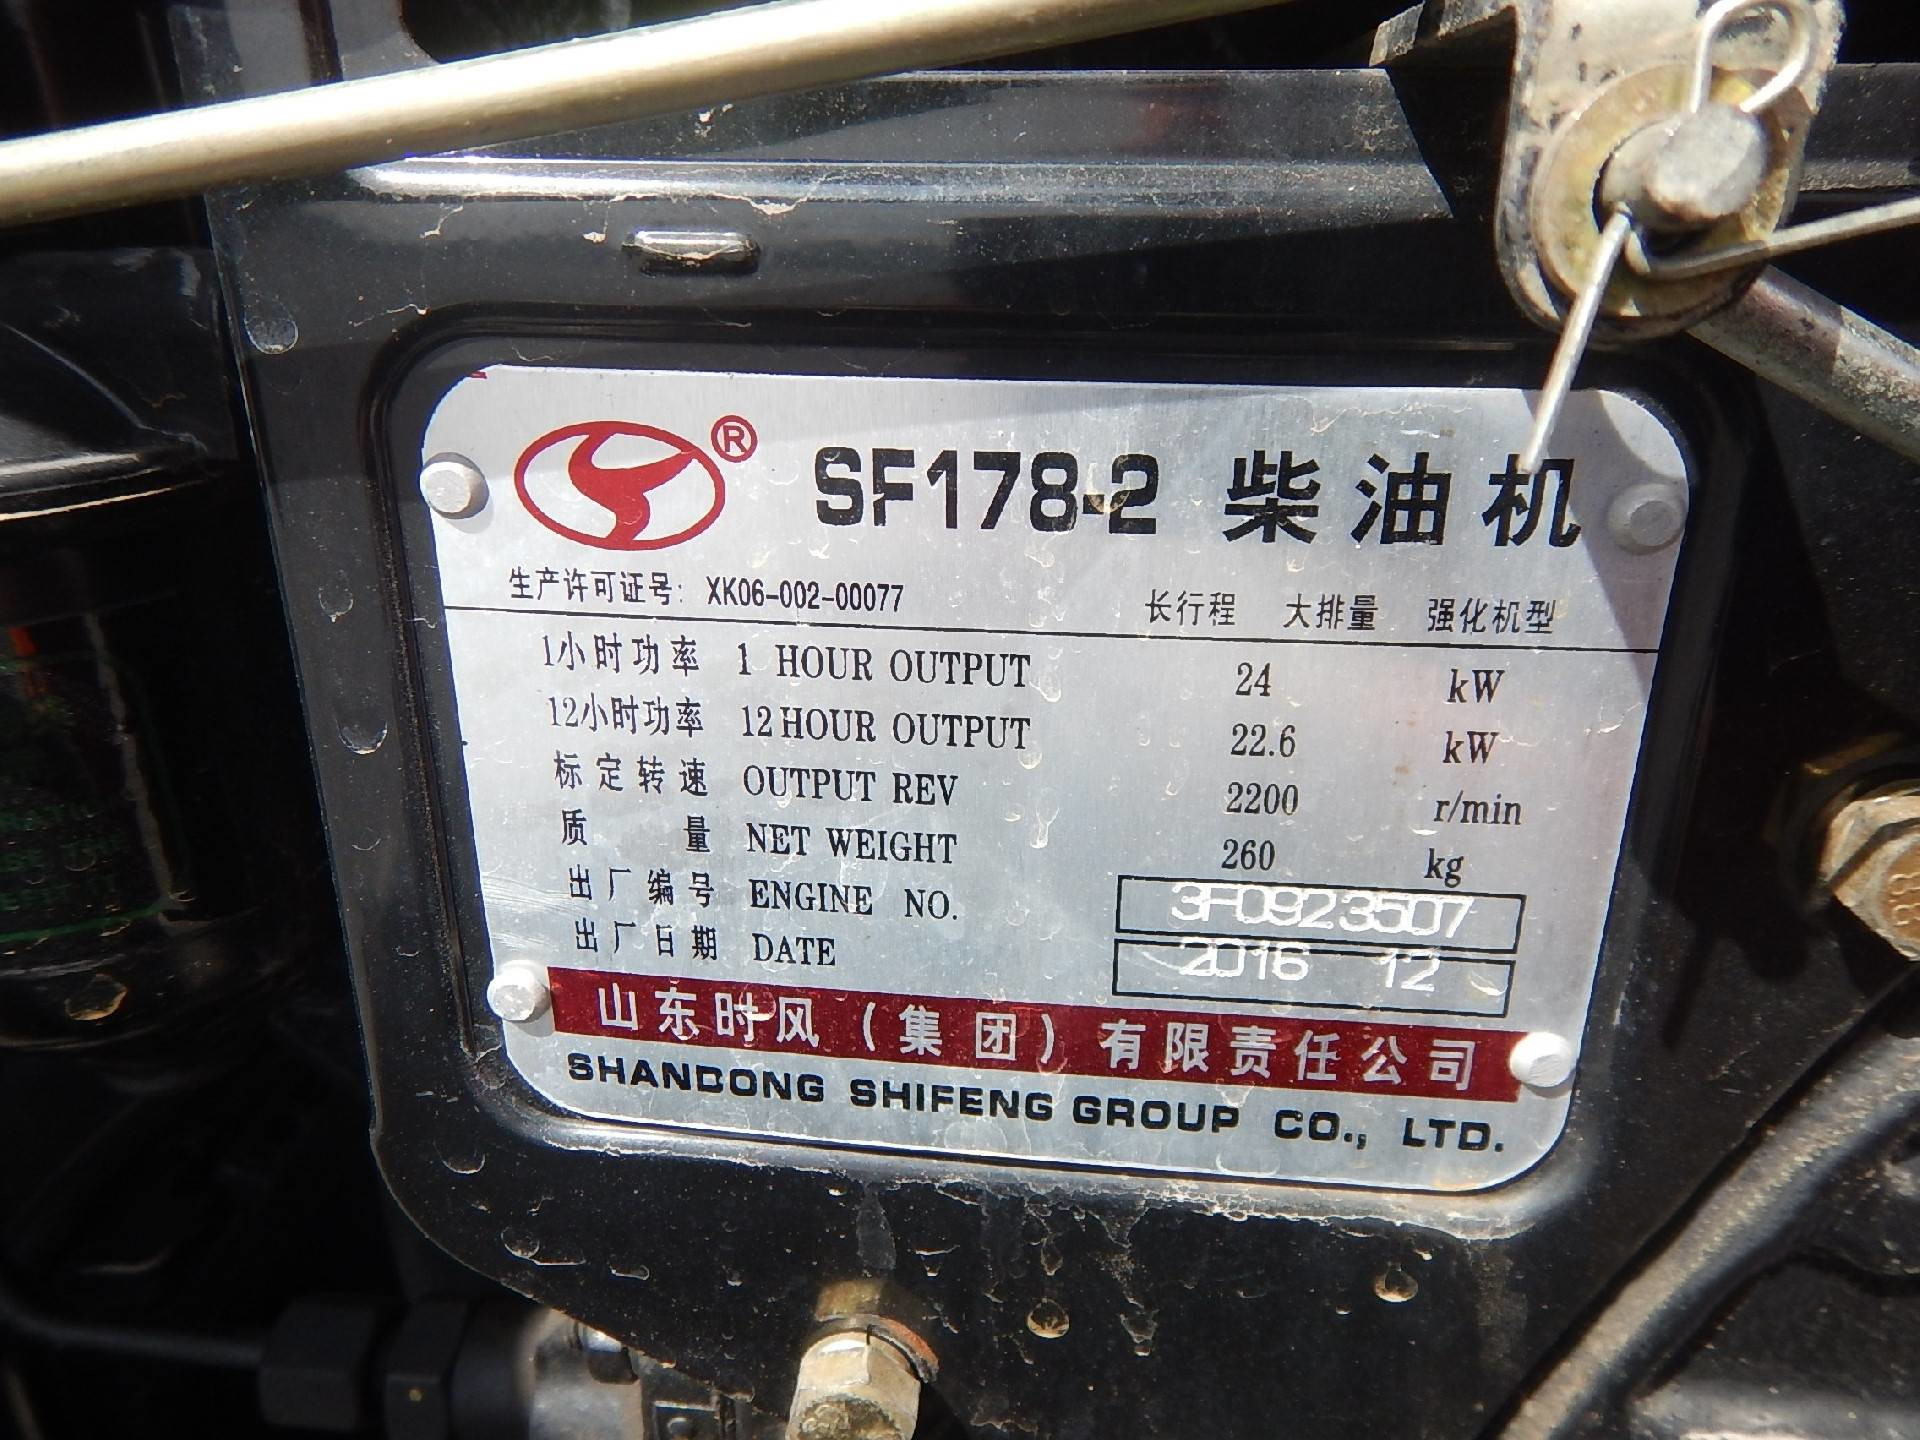 ® SF178-2 柴油机
生产许可证号: XK06-002-00077 长行程 大排量 强化机型
1小时功率 1 HOUR OUTPUT 24 kW
12小时功率 12 HOUR OUTPUT 22.6 kW
标定转速 OUTPUT REV 2200 r/min
质量 NET WEIGHT 260 kg
出厂编号 ENGINE NO. 3F0923507
出厂日期 DATE 2016 12
山东时风(集团)有限责任公司
SHANDONG SHIFENG GROUP CO., LTD.